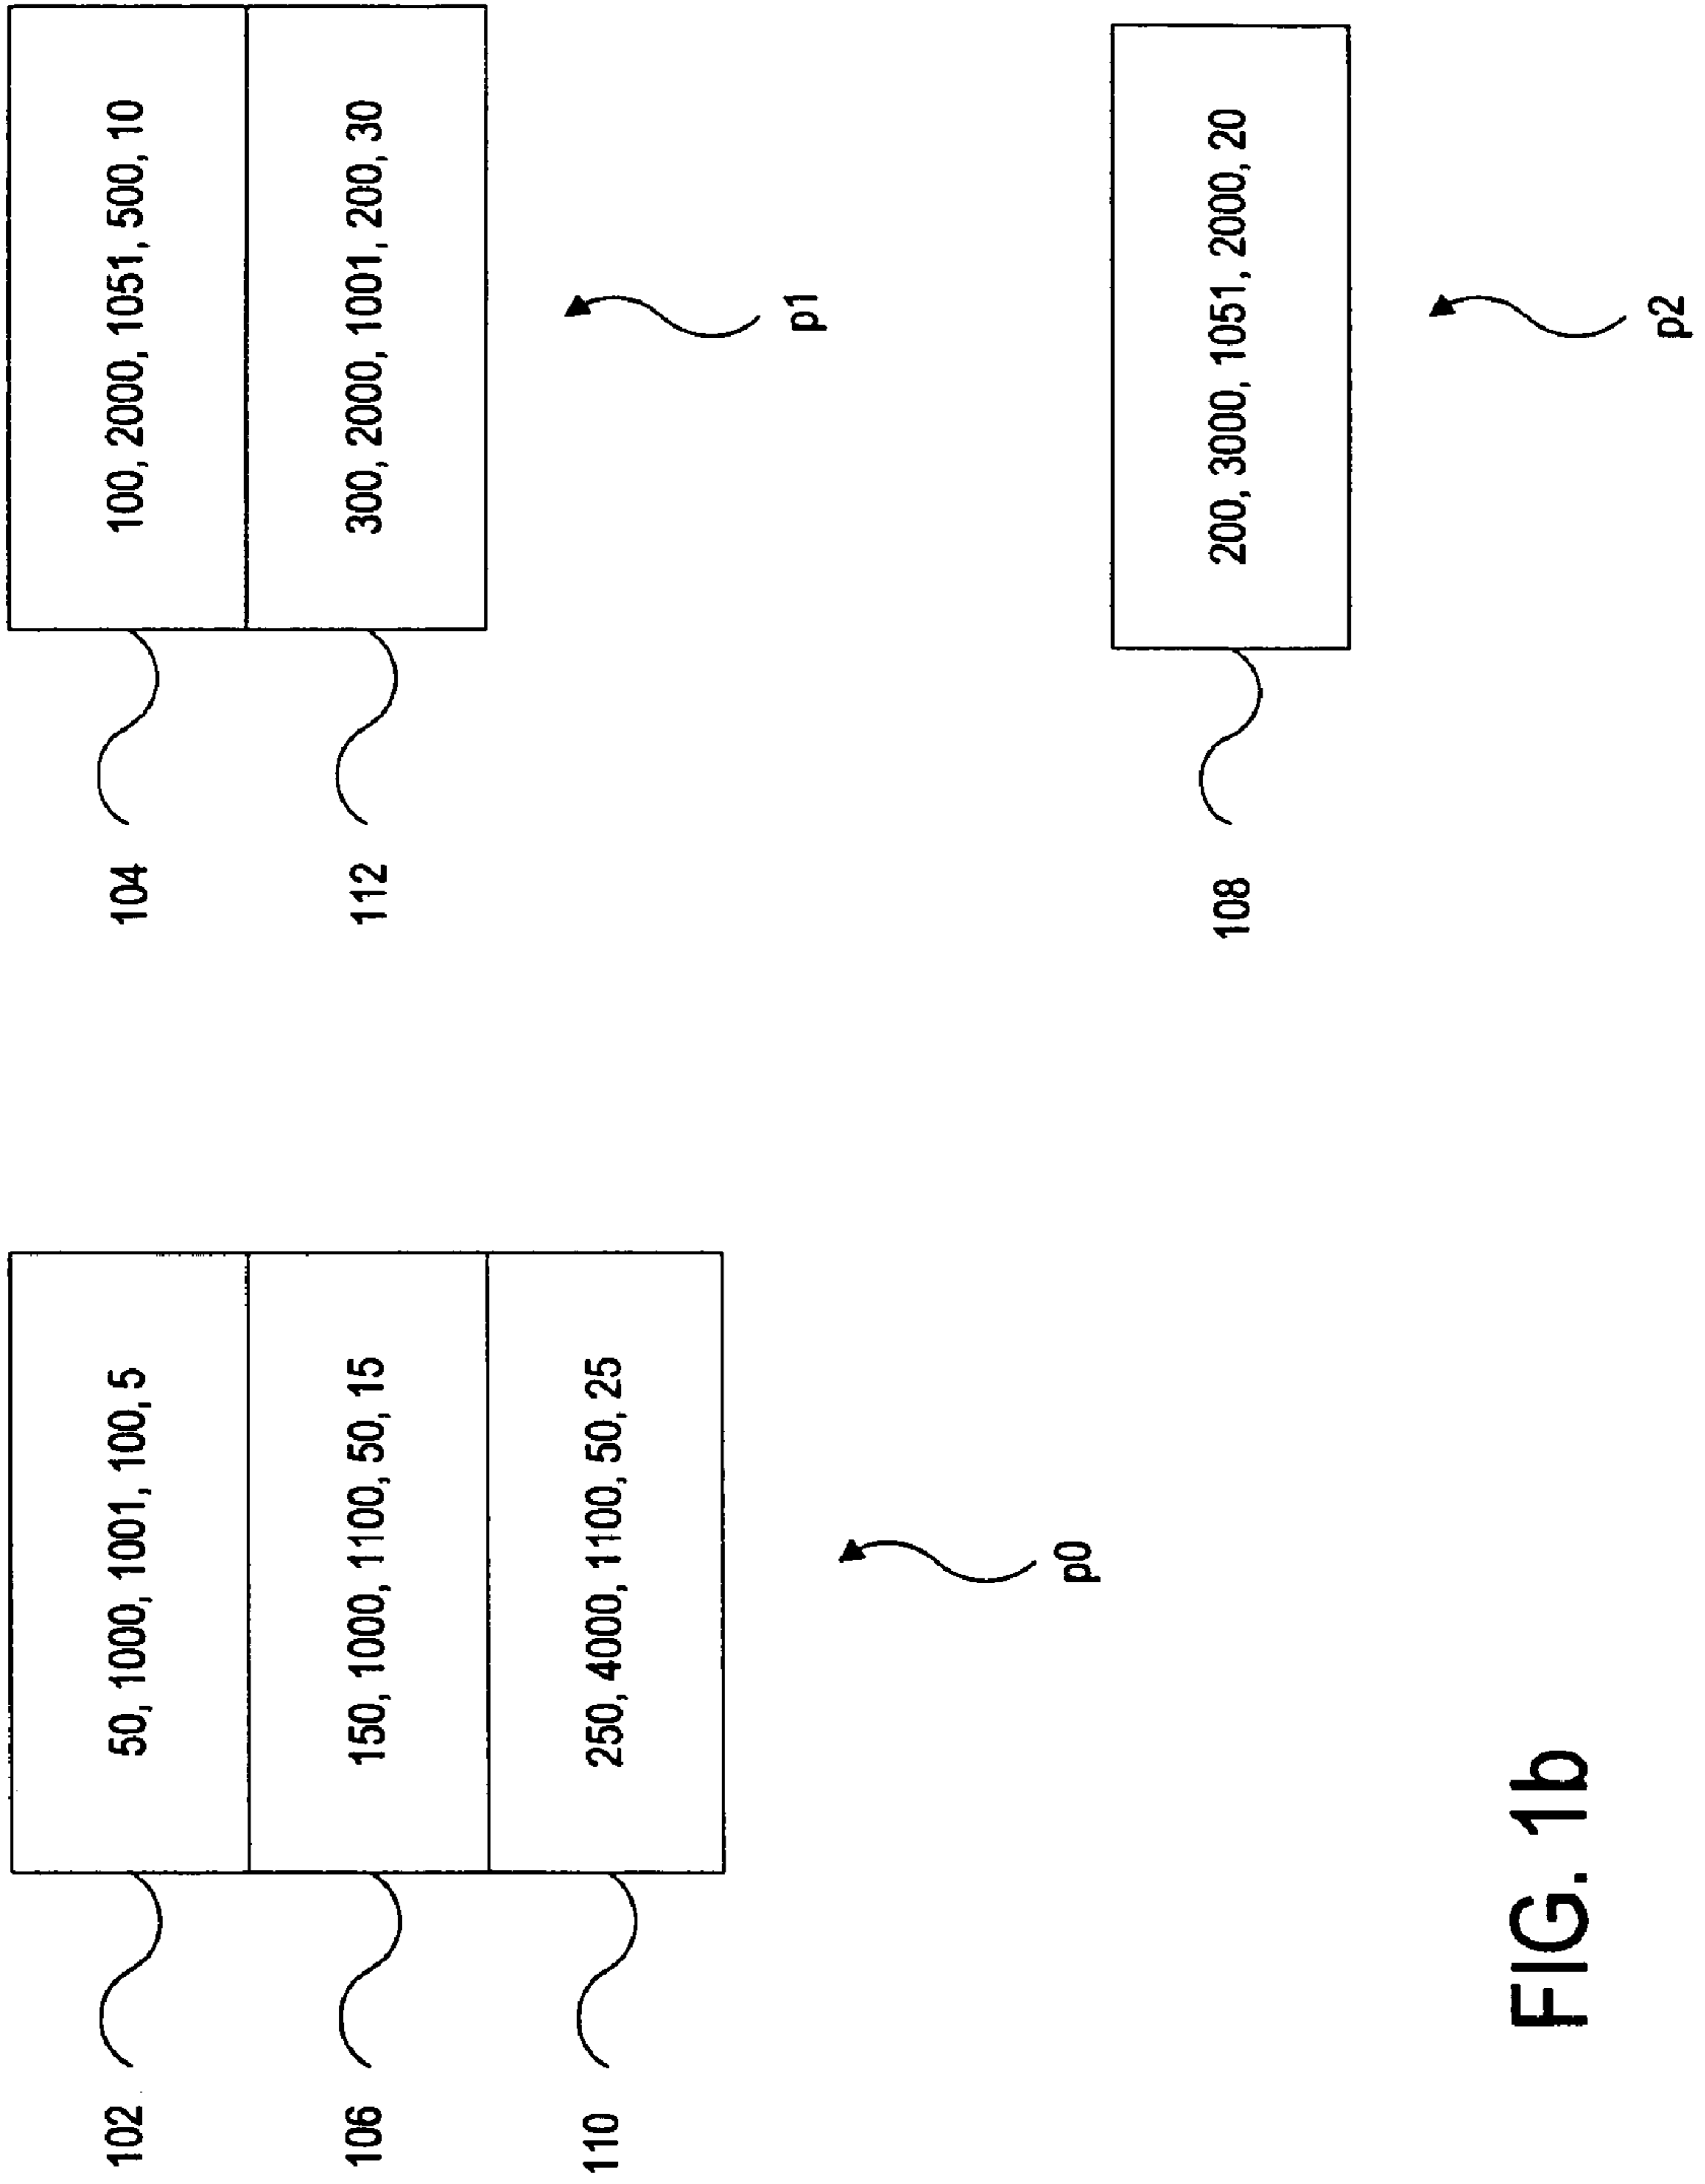 102
50, 1000, 1001, 100, 5
106
150, 1000, 1100, 50, 15
110
250, 4000, 1100, 50, 25
p0
104
100, 2000, 1051, 500, 10
112
300, 2000, 1001, 200, 30
p1
108
200, 3000, 1051, 2000, 20
p2
FIG. 1b